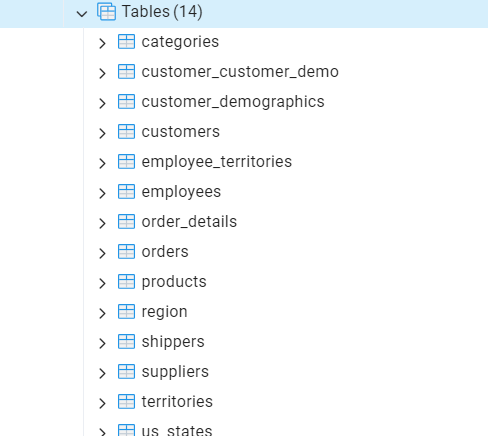 Tables (14)
categories
customer_customer_demo
customer_demographics
customers
employee_territories
employees
order_details
orders
products
region
shippers
suppliers
territories
us_states